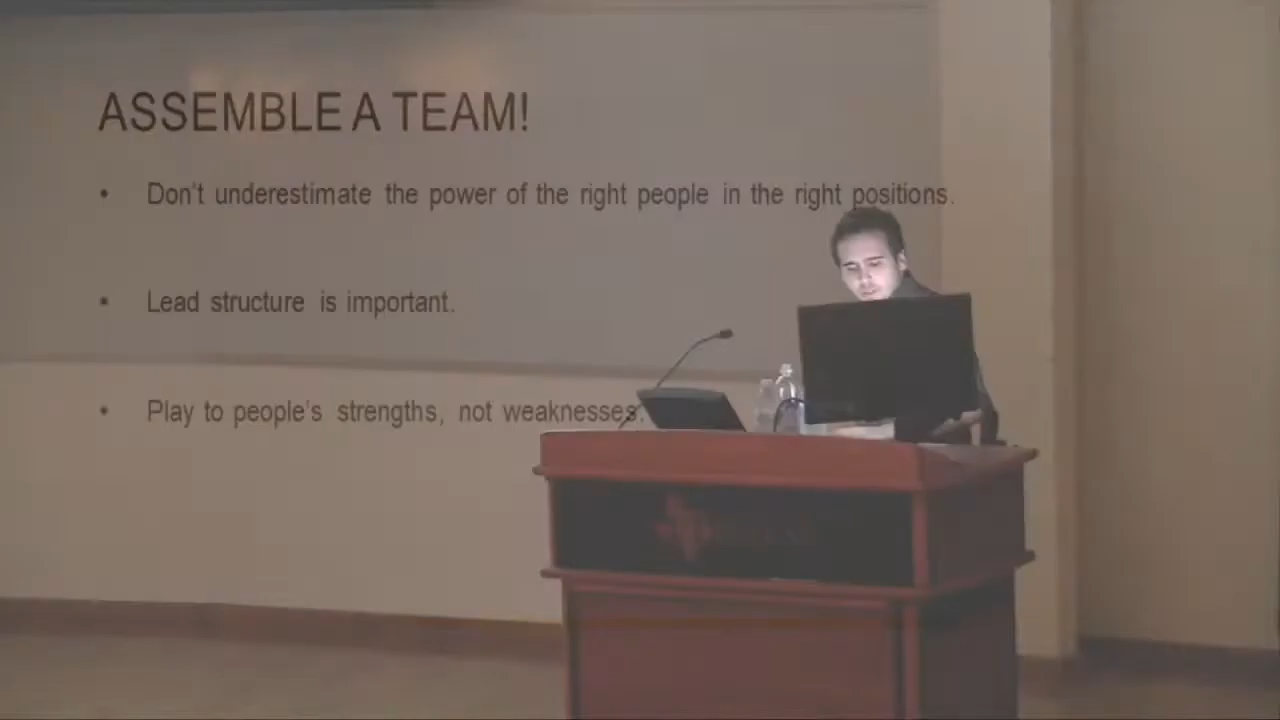 ASSEMBLE A TEAM!
• Don't underestimate the power of the right people in the right positions.
• Lead structure is important.
• Play to people's strengths, not weaknesses.